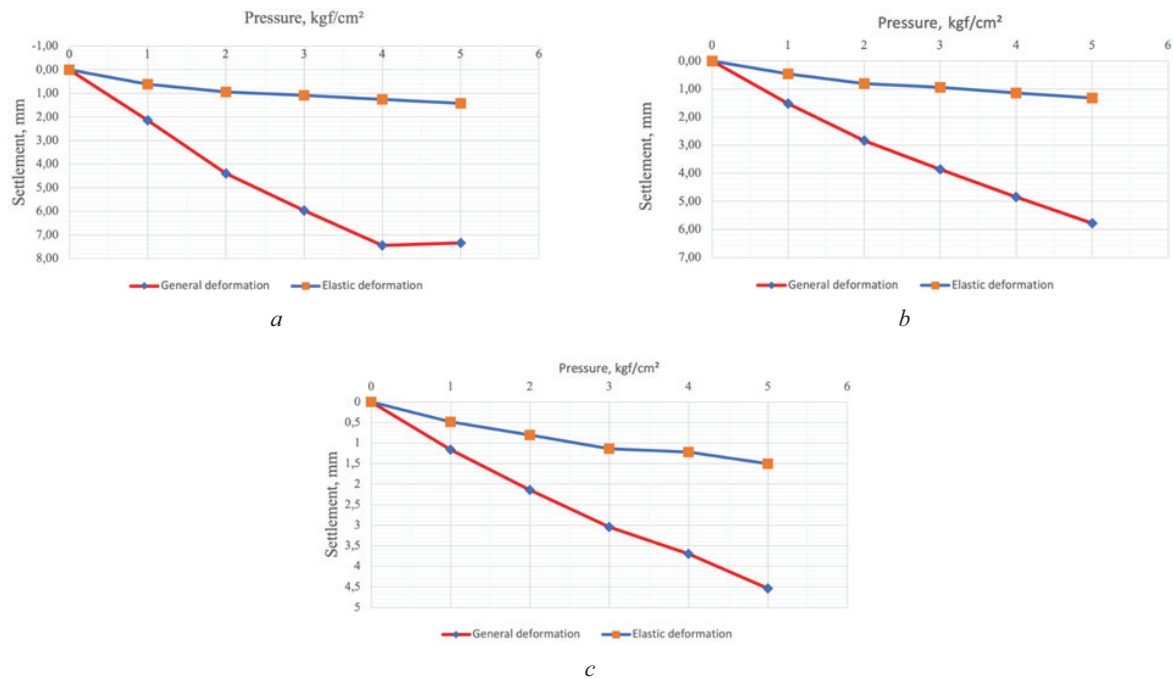 Pressure, kgf/cm²
-1,00
0 1 2 3 4 5 6
0,00
1,00
2,00
3,00
4,00
5,00
6,00
7,00
8,00
Settlement, mm
General deformation Elastic deformation
a
Pressure, kgf/cm²
0 1 2 3 4 5 6
0,00
1,00
2,00
3,00
4,00
5,00
6,00
7,00
Settlement, mm
General deformation Elastic deformation
b
Pressure, kgf/cm²
0 1 2 3 4 5 6
0
0,5
1
1,5
2
2,5
3
3,5
4
4,5
5
Settlement, mm
General deformation Elastic deformation
c